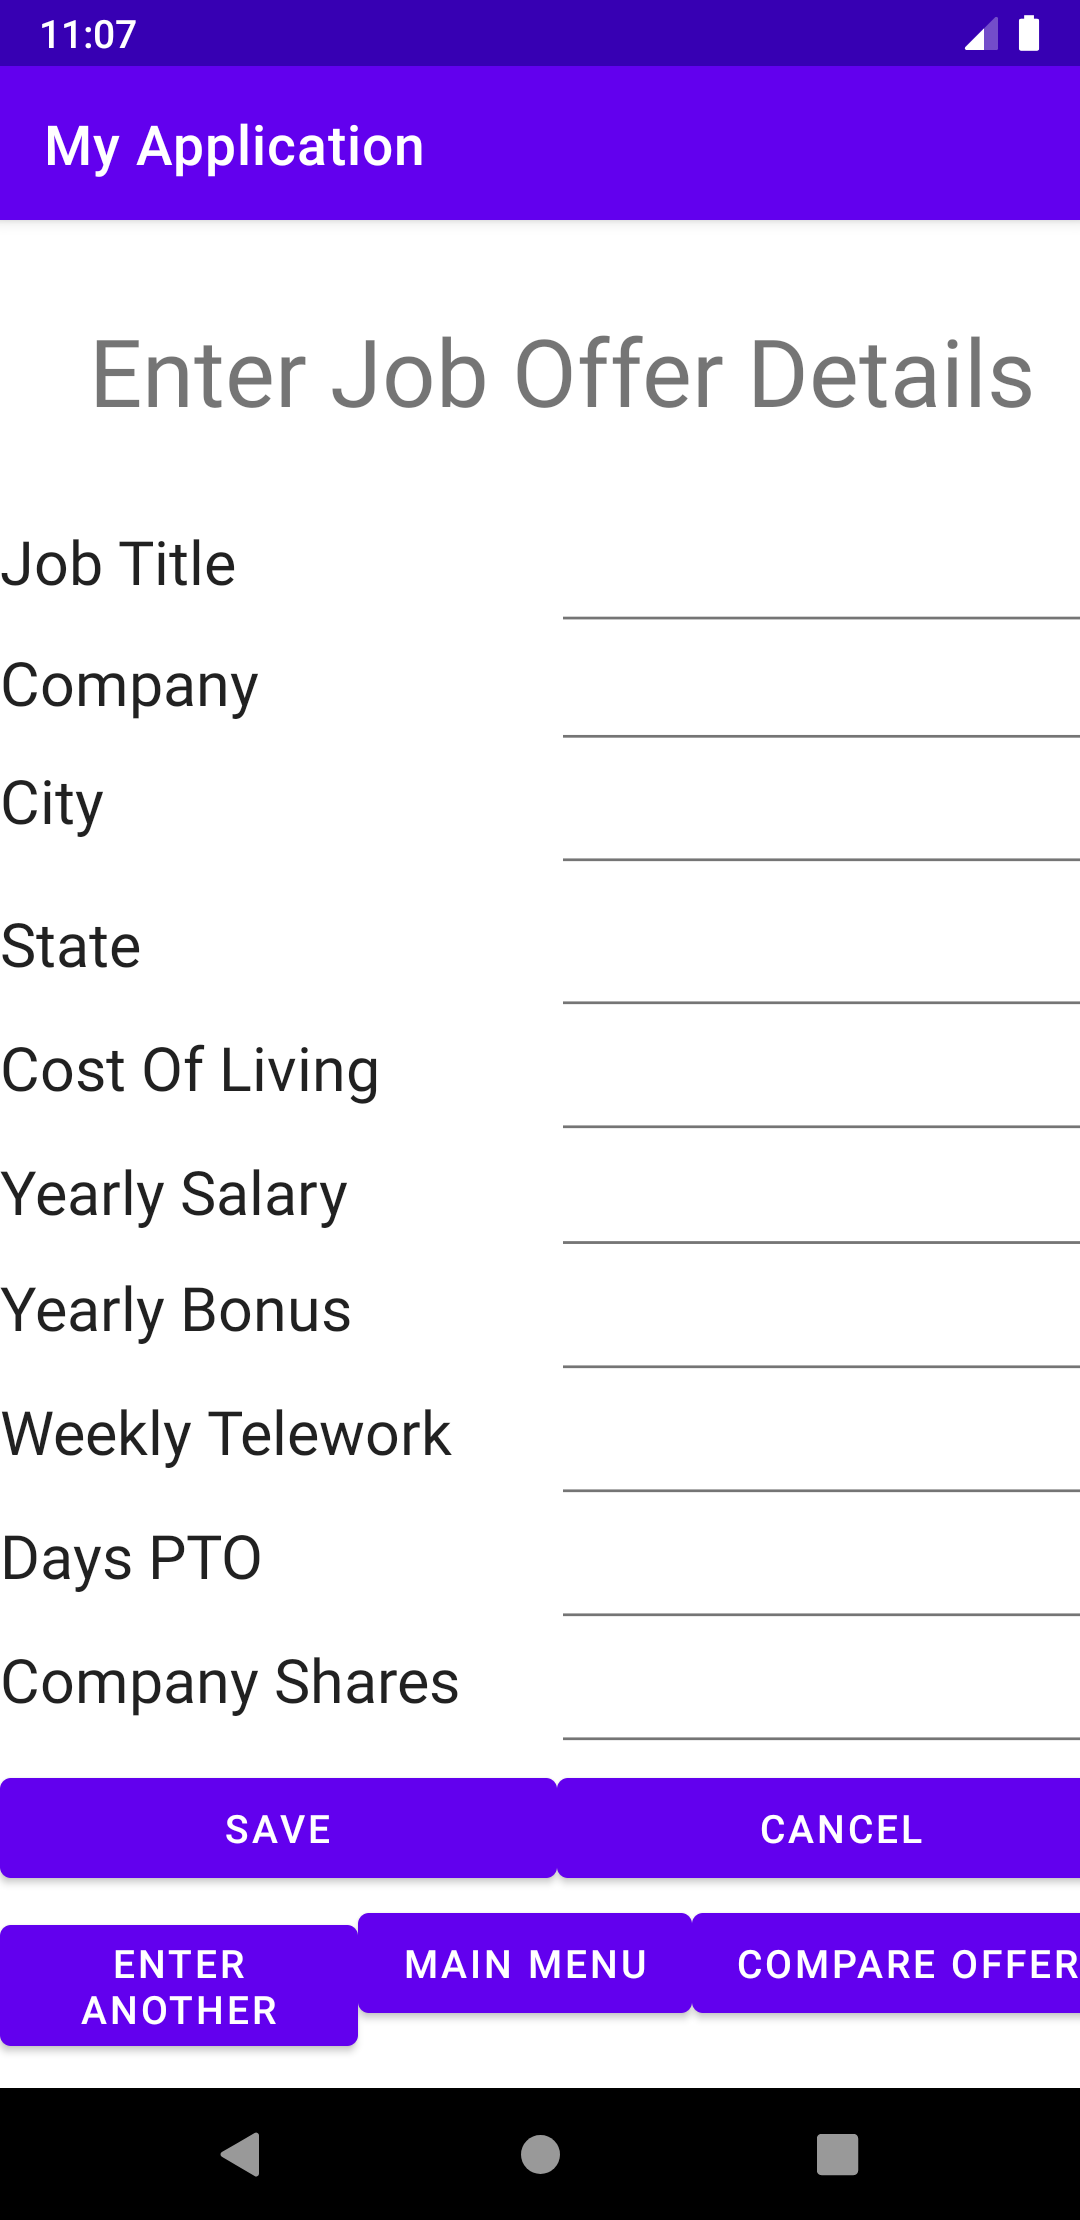 11:07
My Application
Enter Job Offer Details
Job Title
Company
City
State
Cost Of Living
Yearly Salary
Yearly Bonus
Weekly Telework
Days PTO
Company Shares
SAVE
CANCEL
ENTER
ANOTHER
MAIN MENU
COMPARE OFFER